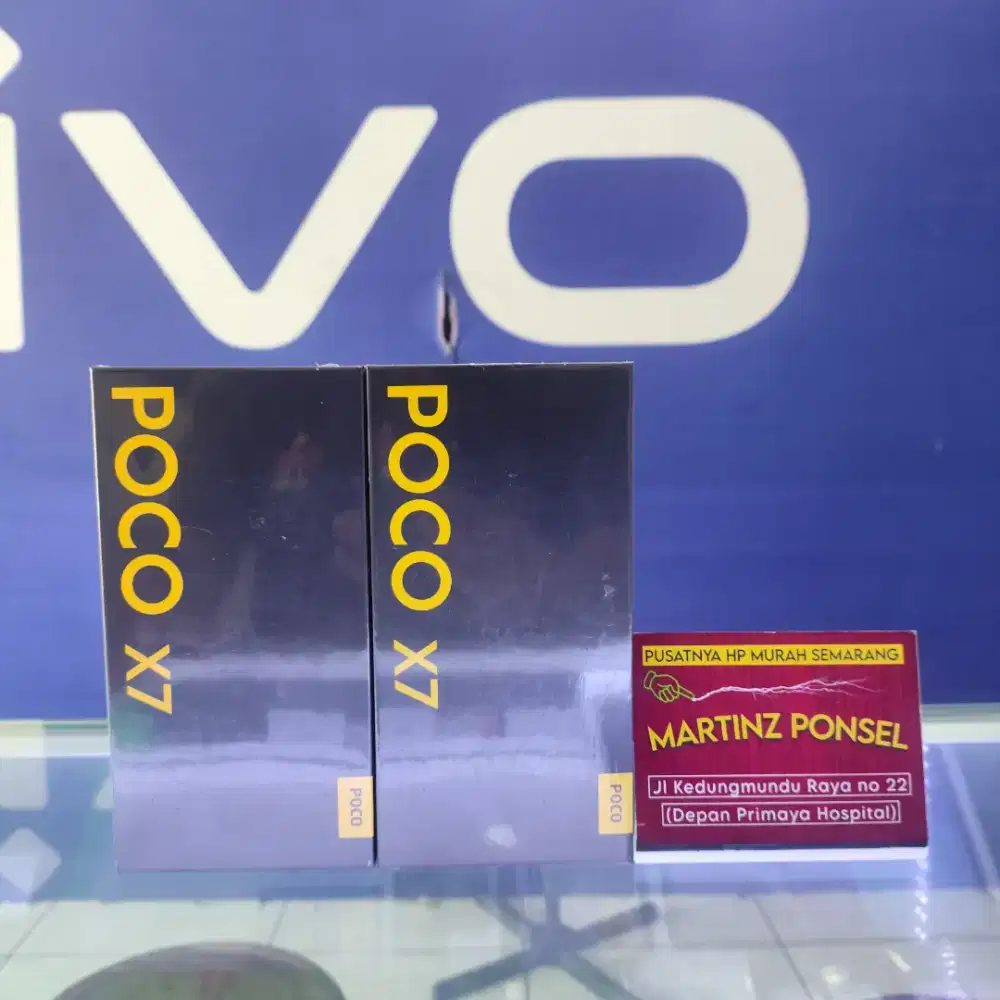 ivo
POCO X7
POCO
POCO X7
POCO
PUSATNYA HP MURAH SEMARANG
MARTINZ PONSEL
Jl Kedungmundu Raya no 22
(Depan Primaya Hospital)